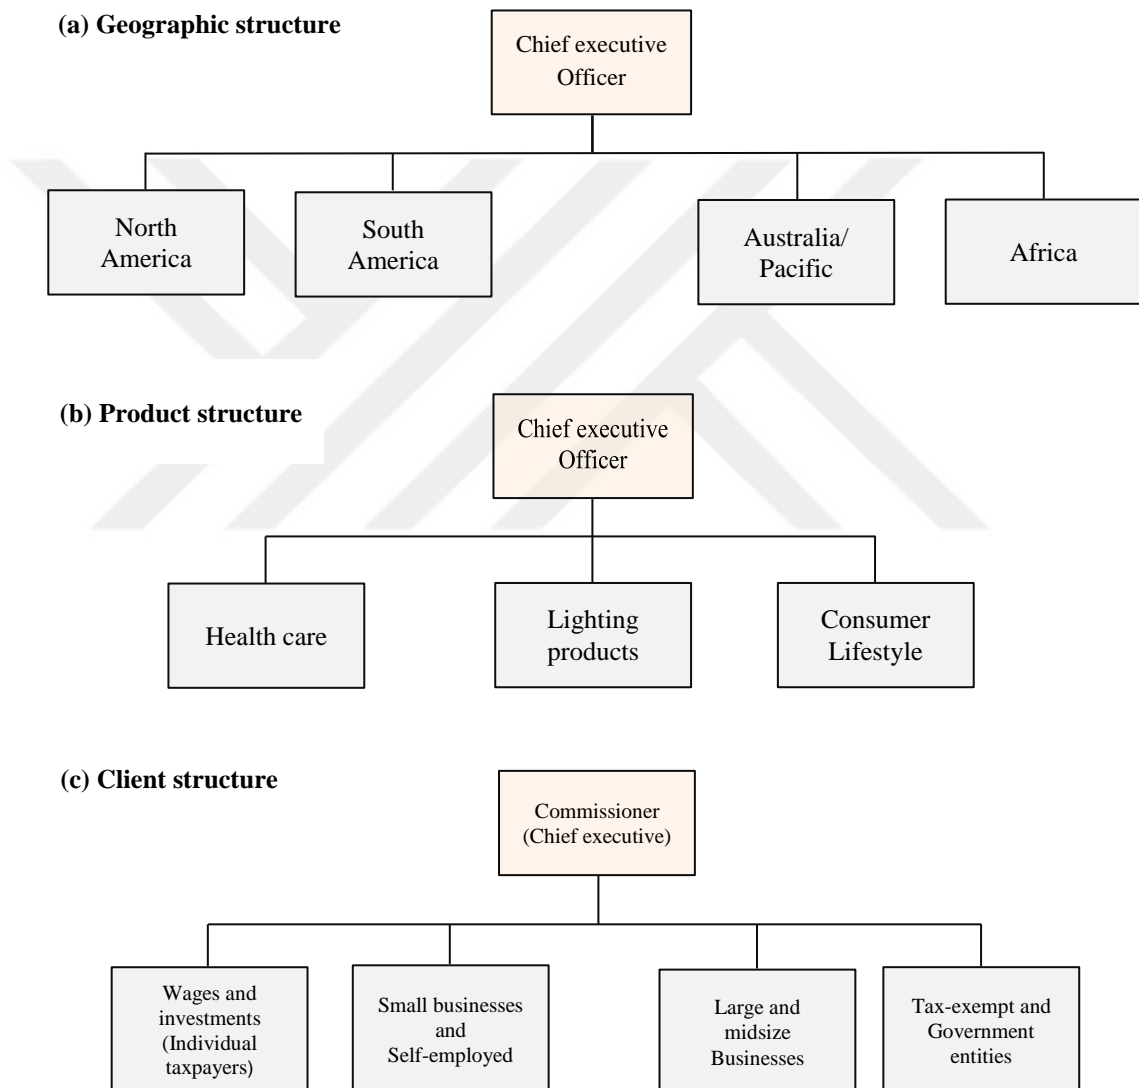 (a) Geographic structure
Chief executive
Officer
North
America
South
America
Australia/
Pacific
Africa
(b) Product structure
Chief executive
Officer
Health care
Lighting
products
Consumer
Lifestyle
(c) Client structure
Commissioner
(Chief executive)
Wages and
investments
(Individual
taxpayers)
Small businesses
and
Self-employed
Large and
midsize
Businesses
Tax-exempt and
Government
entities